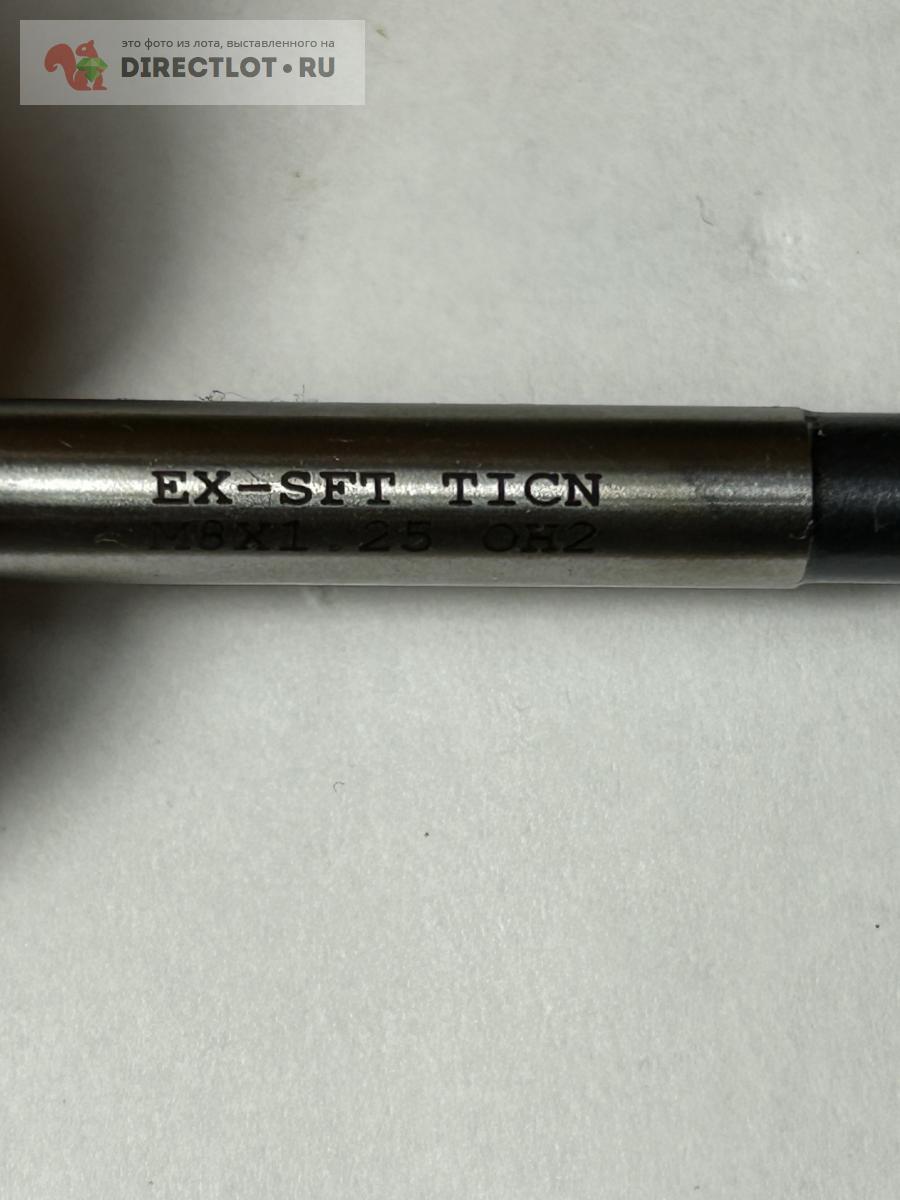 это фото из лота, выставленного на
DIRECTLOT•RU
EX-SFT TICN
M8X1.25 OH2